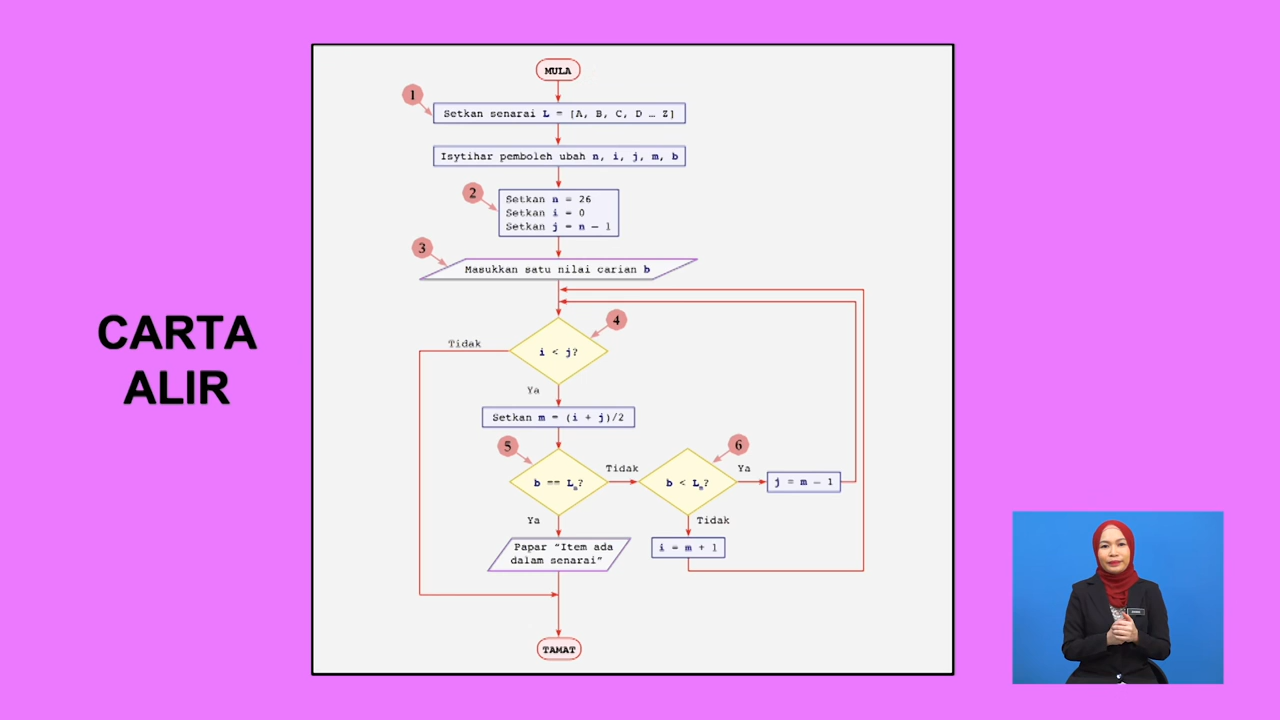 CARTA
ALIR
MULA
1
Setkan senarai L = [A, B, C, D … Z]
Isytihar pemboleh ubah n, i, j, m, b
2
Setkan n = 26
Setkan i = 0
Setkan j = n – 1
3
Masukkan satu nilai carian b
4
i < j?
Tidak
Ya
Setkan m = (i + j)/2
5
b == Lm?
Tidak
6
b < Lm?
Ya
j = m – 1
Ya
Tidak
Papar “Item ada
dalam senarai”
i = m + 1
TAMAT